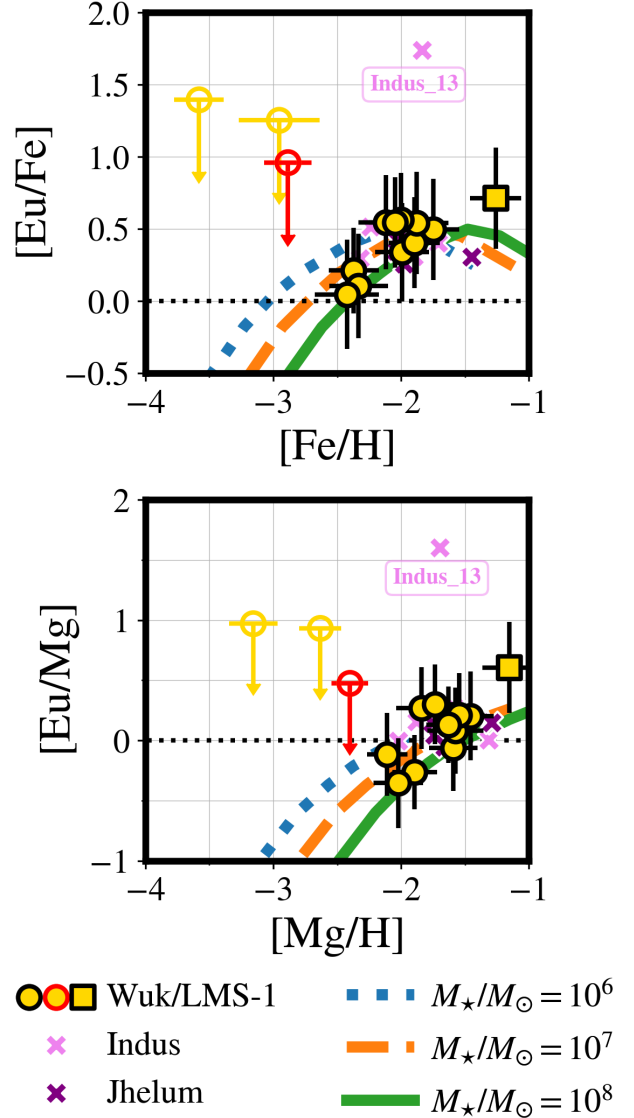 2.0
1.5
1.0
0.5
0.0
−0.5
[Eu/Fe]
Indus_13
−4 −3 −2 −1
[Fe/H]
2
1
0
−1
[Eu/Mg]
Indus_13
−4 −3 −2 −1
[Mg/H]
Wuk/LMS-1
Indus
Jhelum
M⋆/M⊙ = 10⁶
M⋆/M⊙ = 10⁷
M⋆/M⊙ = 10⁸